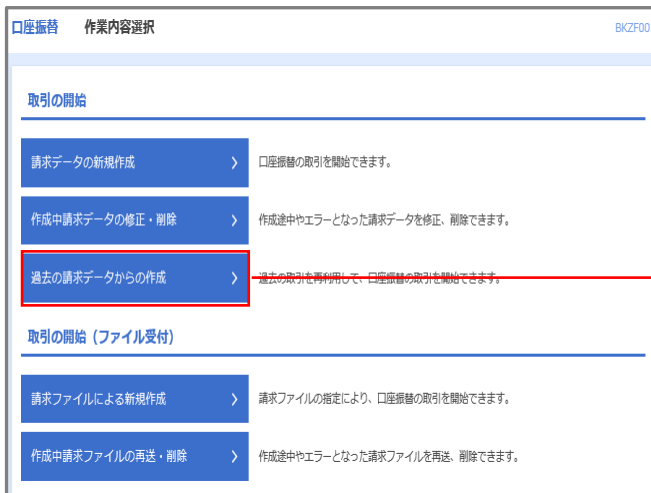 口座振替 作業内容選択 BKZF00
取引の開始
請求データの新規作成 口座振替の取引を開始できます。
作成中請求データの修正・削除 作成途中やエラーとなった請求データを修正、削除できます。
過去の請求データからの作成 過去の取引を再利用して、口座振替の取引を開始できます。
取引の開始（ファイル受付）
請求ファイルによる新規作成 請求ファイルの指定により、口座振替の取引を開始できます。
作成中請求ファイルの再送・削除 作成途中やエラーとなった請求ファイルを再送、削除できます。